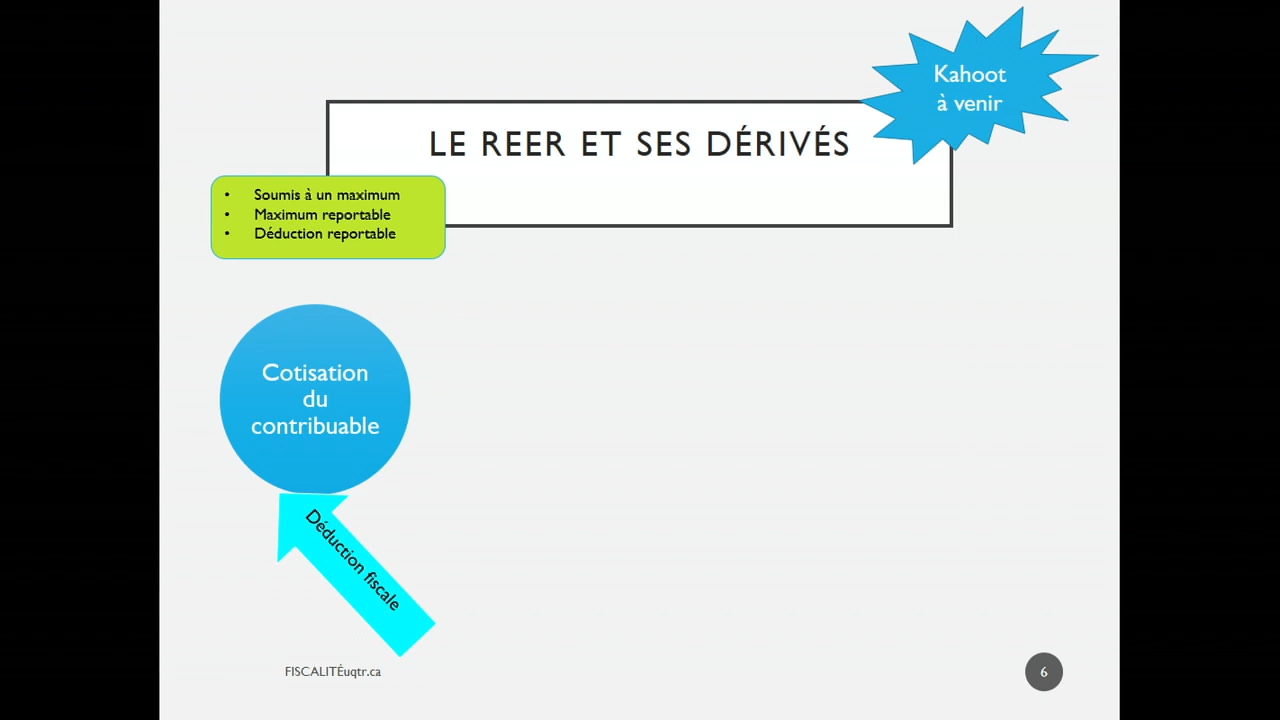 Kahoot
à venir
LE REER ET SES DÉRIVÉS
• Soumis à un maximum
• Maximum reportable
• Déduction reportable
Cotisation
du
contribuable
Déduction fiscale
FISCALITÉuqtr.ca
6